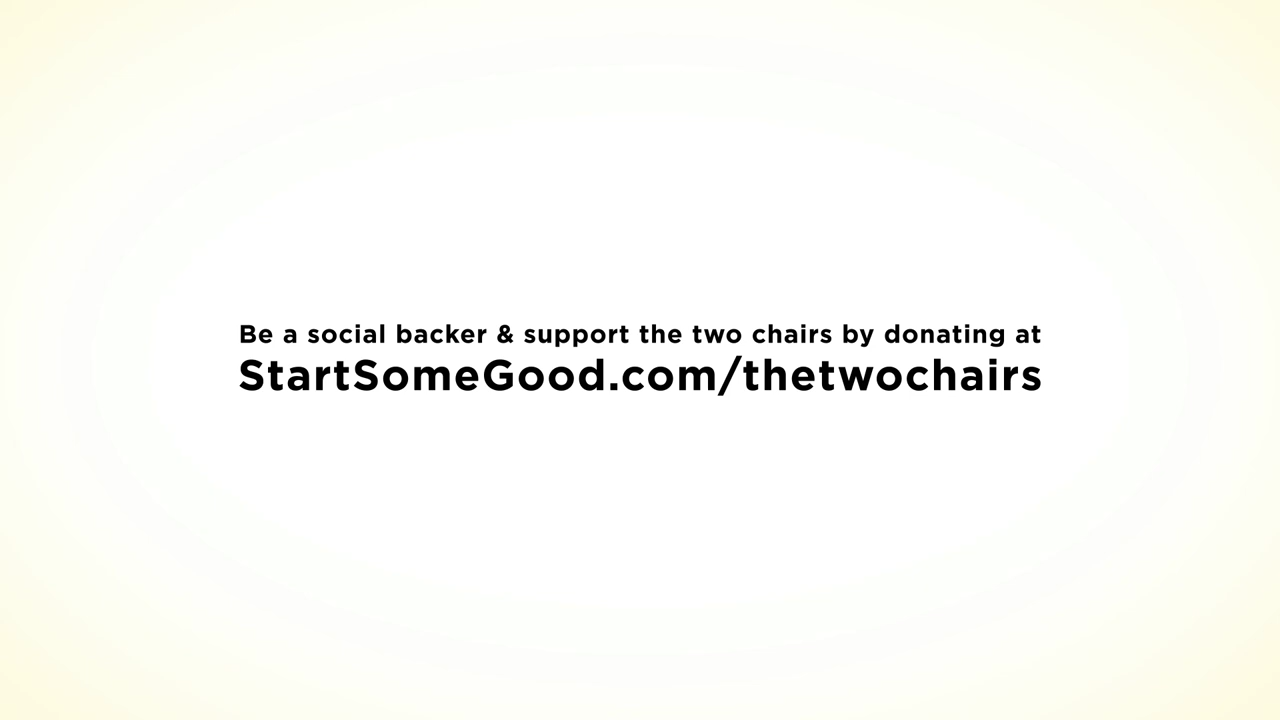 Be a social backer & support the two chairs by donating at
StartSomeGood.com/thetwochairs